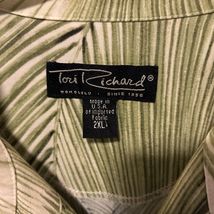 Tori Richard®
HONOLULU SINCE 1956
Made in
U.S.A.
of imported
fabric
2XL